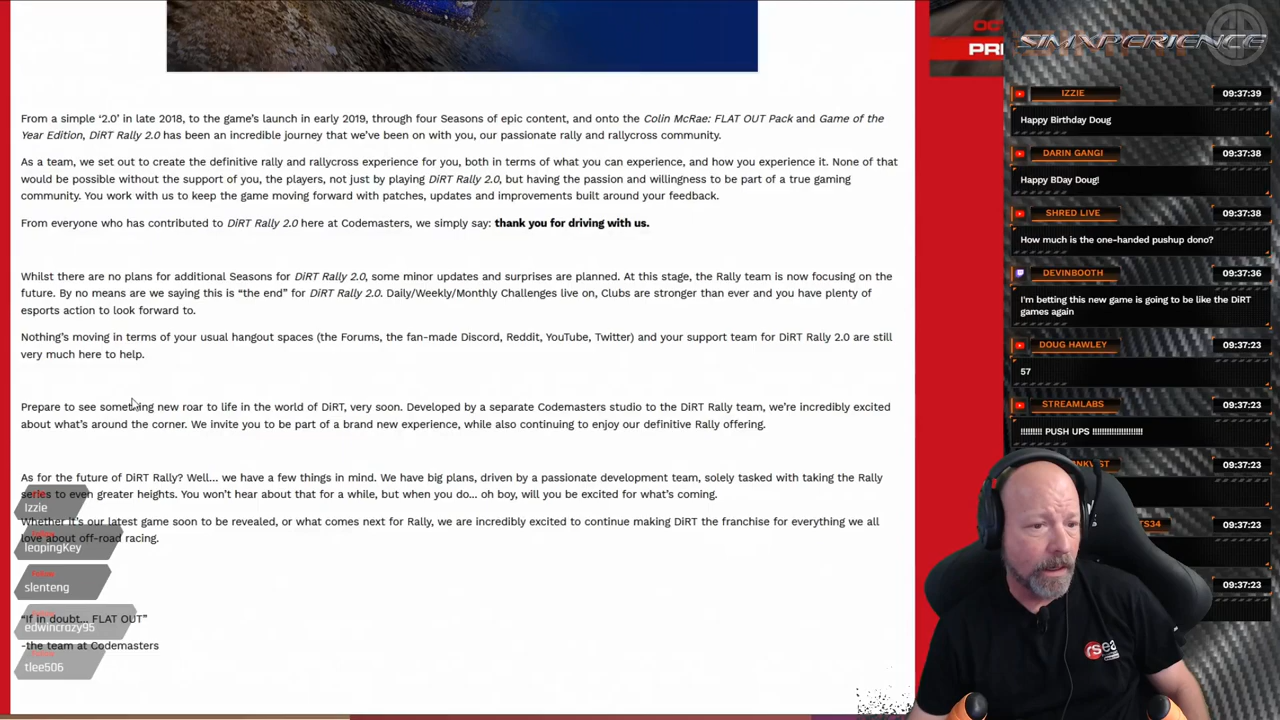 OC
PRE
SIMXPERIENCE
From a simple ‘2.0’ in late 2018, to the game’s launch in early 2019, through four Seasons of epic content, and onto the Colin McRae: FLAT OUT Pack and Game of the
Year Edition, DiRT Rally 2.0 has been an incredible journey that we’ve been on with you, our passionate rally and rallycross community.
As a team, we set out to create the definitive rally and rallycross experience for you, both in terms of what you can experience, and how you experience it. None of that
would be possible without the support of you, the players, not just by playing DiRT Rally 2.0, but having the passion and willingness to be part of a true gaming
community. You work with us to keep the game moving forward with patches, updates and improvements built around your feedback.
From everyone who has contributed to DiRT Rally 2.0 here at Codemasters, we simply say: thank you for driving with us.
Whilst there are no plans for additional Seasons for DiRT Rally 2.0, some minor updates and surprises are planned. At this stage, the Rally team is now focusing on the
future. By no means are we saying this is “the end” for DiRT Rally 2.0. Daily/Weekly/Monthly Challenges live on, Clubs are stronger than ever and you have plenty of
esports action to look forward to.
Nothing’s moving in terms of your usual hangout spaces (the Forums, the fan-made Discord, Reddit, YouTube, Twitter) and your support team for DiRT Rally 2.0 are still
very much here to help.
Prepare to see something new roar to life in the world of DiRT, very soon. Developed by a separate Codemasters studio to the DiRT Rally team, we’re incredibly excited
about what’s around the corner. We invite you to be part of a brand new experience, while also continuing to enjoy our definitive Rally offering.
As for the future of DiRT Rally? Well... we have a few things in mind. We have big plans, driven by a passionate development team, solely tasked with taking the Rally
series to even greater heights. You won’t hear about that for a while, but when you do... oh boy, will you be excited for what’s coming.
Whether it’s our latest game soon to be revealed, or what comes next for Rally, we are incredibly excited to continue making DiRT the franchise for everything we all
love about off-road racing.
“If in doubt... FLAT OUT”
-the team at Codemasters
Izzie
Follow
leapingKey
Follow
slenteng
Follow
edwincrazy95
Follow
tlee506
IZZIE 09:37:39
Happy Birthday Doug
DARIN GANGI 09:37:38
Happy BDay Doug!
SHRED LIVE 09:37:38
How much is the one-handed pushup dono?
DEVINBOOTH 09:37:36
I'm betting this new game is going to be like the DiRT
games again
DOUG HAWLEY 09:37:23
57
STREAMLABS 09:37:23
!!!!!!!!! PUSH UPS !!!!!!!!!!!!!!!!!!!!!
09:37:23
TS34 09:37:23
09:37:23
rsea